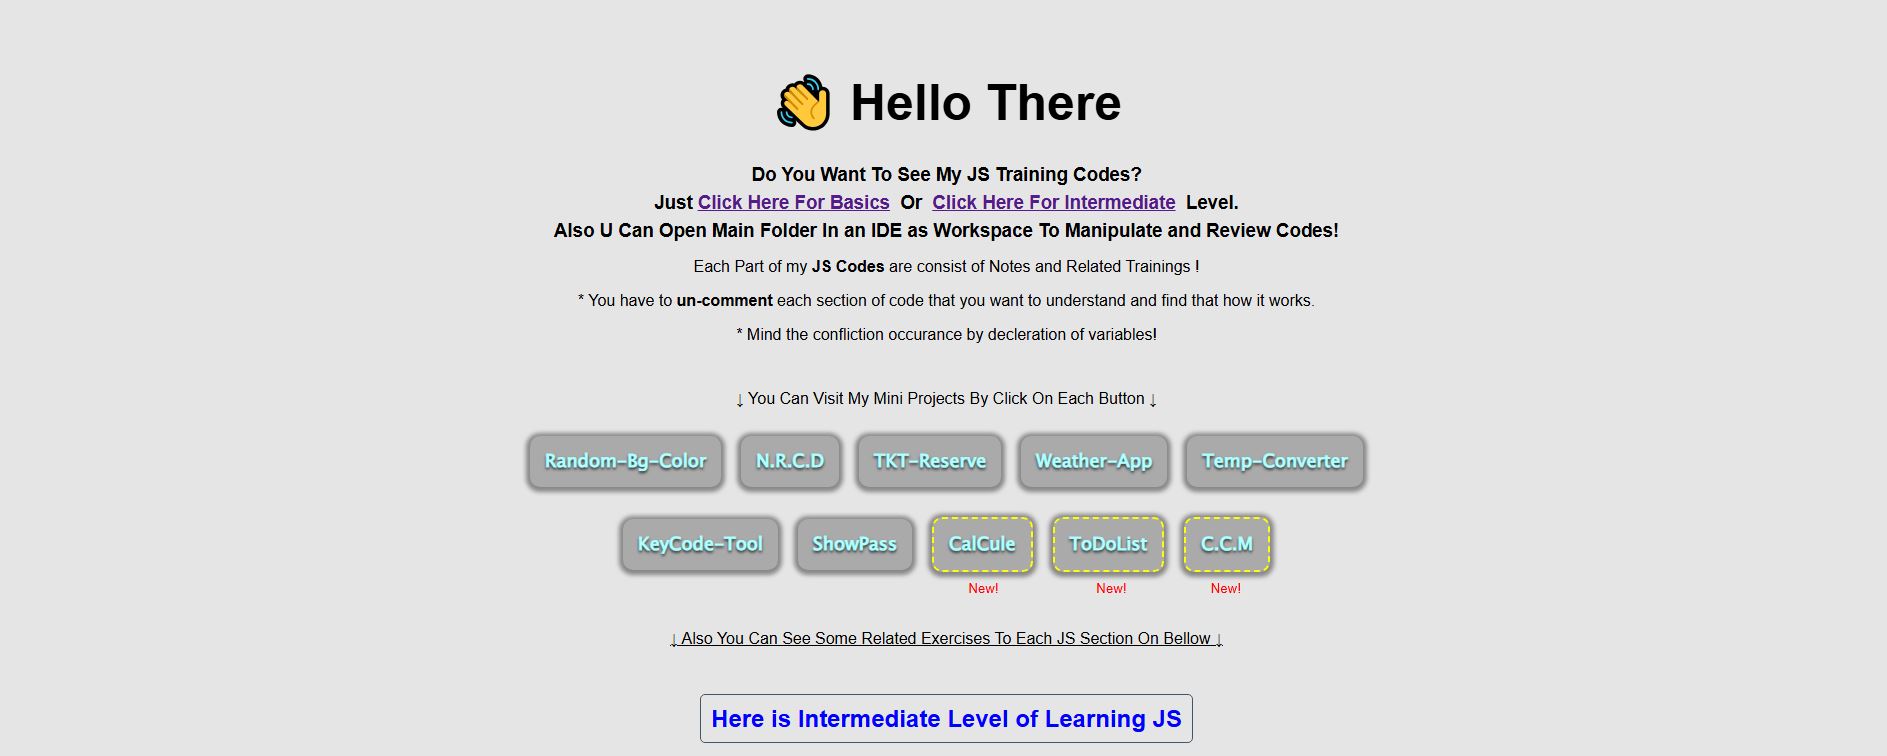 Hello There
Do You Want To See My JS Training Codes?
Just Click Here For Basics Or Click Here For Intermediate Level.
Also U Can Open Main Folder In an IDE as Workspace To Manipulate and Review Codes!
Each Part of my JS Codes are consist of Notes and Related Trainings !
* You have to un-comment each section of code that you want to understand and find that how it works.
* Mind the confliction occurance by decleration of variables!
↓ You Can Visit My Mini Projects By Click On Each Button ↓
Random-Bg-Color N.R.C.D TKT-Reserve Weather-App Temp-Converter
KeyCode-Tool ShowPass CalCule ToDoList C.C.M
New! New! New!
↓ Also You Can See Some Related Exercises To Each JS Section On Bellow ↓
Here is Intermediate Level of Learning JS